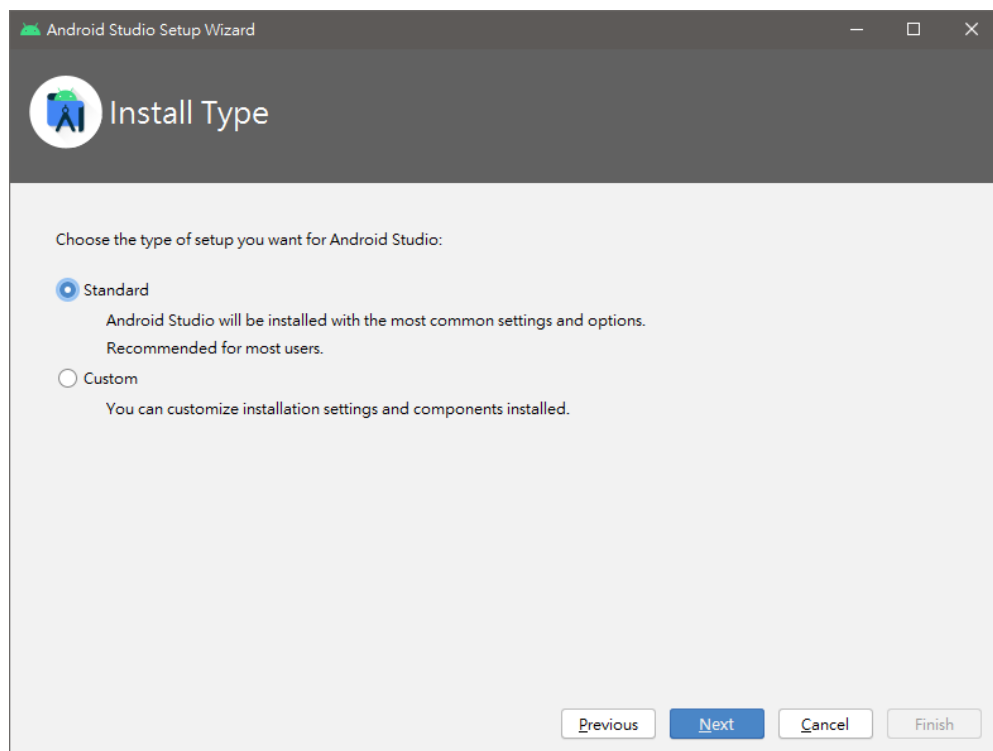 Android Studio Setup Wizard
Install Type
Choose the type of setup you want for Android Studio:
Standard
Android Studio will be installed with the most common settings and options.
Recommended for most users.
Custom
You can customize installation settings and components installed.
Previous Next Cancel Finish